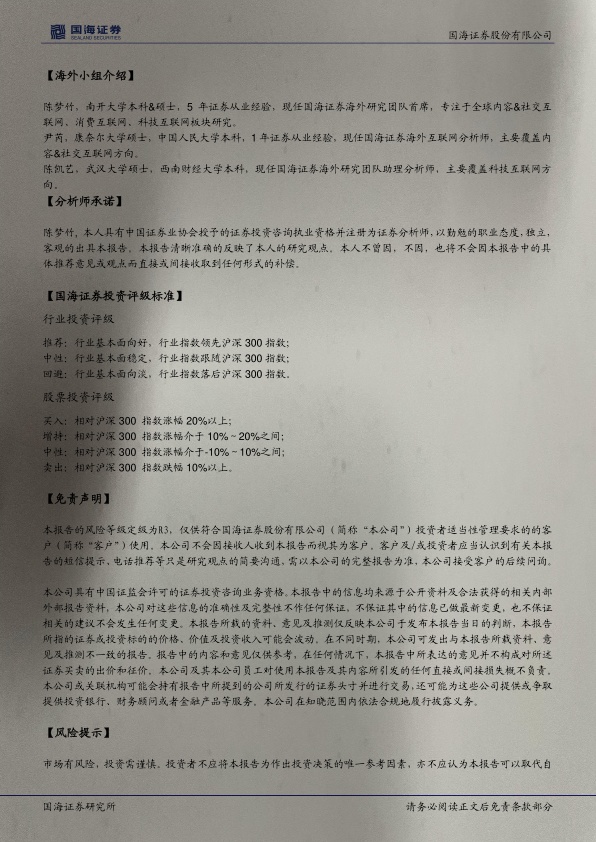 国海证券
SEALAND SECURITIES
国海证券股份有限公司
【海外小组介绍】
陈梦竹，南开大学本科&硕士，5 年证券从业经验，现任国海证券海外研究团队首席，专注于全球内容&社交互
联网、消费互联网、科技互联网板块研究。
尹芮，康奈尔大学硕士，中国人民大学本科，1年证券从业经验，现任国海证券海外互联网分析师，主要覆盖内
容&社交互联网方向。
陈凯艺，武汉大学硕士，西南财经大学本科，现任国海证券海外研究团队助理分析师，主要覆盖科技互联网方
向。
【分析师承诺】
陈梦竹, 本人具有中国证券业协会授予的证券投资咨询执业资格并注册为证券分析师，以勤勉的职业态度，独立，
客观的出具本报告。本报告清晰准确的反映了本人的研究观点。本人不曾因，不因，也将不会因本报告中的具
体推荐意见或观点而直接或间接收取到任何形式的补偿。
【国海证券投资评级标准】
行业投资评级
推荐：行业基本面向好，行业指数领先沪深 300 指数；
中性：行业基本面稳定，行业指数跟随沪深 300 指数；
回避：行业基本面向淡，行业指数落后沪深 300 指数。
股票投资评级
买入：相对沪深 300 指数涨幅 20%以上；
增持：相对沪深 300 指数涨幅介于 10%～20%之间；
中性：相对沪深 300 指数涨幅介于-10%～10%之间；
卖出：相对沪深 300 指数跌幅 10%以上。
【免责声明】
本报告的风险等级定级为R3，仅供符合国海证券股份有限公司（简称“本公司”）投资者适当性管理要求的的客
户（简称“客户”）使用。本公司不会因接收人收到本报告而视其为客户。客户及/或投资者应当认识到有关本报
告的短信提示、电话推荐等只是研究观点的简要沟通，需以本公司的完整报告为准，本公司接受客户的后续问询。
本公司具有中国证监会许可的证券投资咨询业务资格。本报告中的信息均来源于公开资料及合法获得的相关内部
外部报告资料，本公司对这些信息的准确性及完整性不作任何保证，不保证其中的信息已做最新变更，也不保证
相关的建议不会发生任何变更。本报告所载的资料、意见及推测仅反映本公司于发布本报告当日的判断，本报告
所指的证券或投资标的的价格、价值及投资收入可能会波动。在不同时期，本公司可发出与本报告所载资料、意
见及推测不一致的报告。报告中的内容和意见仅供参考，在任何情况下，本报告中所表达的意见并不构成对所述
证券买卖的出价和征价。本公司及其本公司员工对使用本报告及其内容所引发的任何直接或间接损失概不负责。
本公司或关联机构可能会持有报告中所提到的公司所发行的证券头寸并进行交易，还可能为这些公司提供或争取
提供投资银行、财务顾问或者金融产品等服务。本公司在知晓范围内依法合规地履行披露义务。
【风险提示】
市场有风险，投资需谨慎。投资者不应将本报告为作出投资决策的唯一参考因素，亦不应认为本报告可以取代自
国海证券研究所
请务必阅读正文后免责条款部分